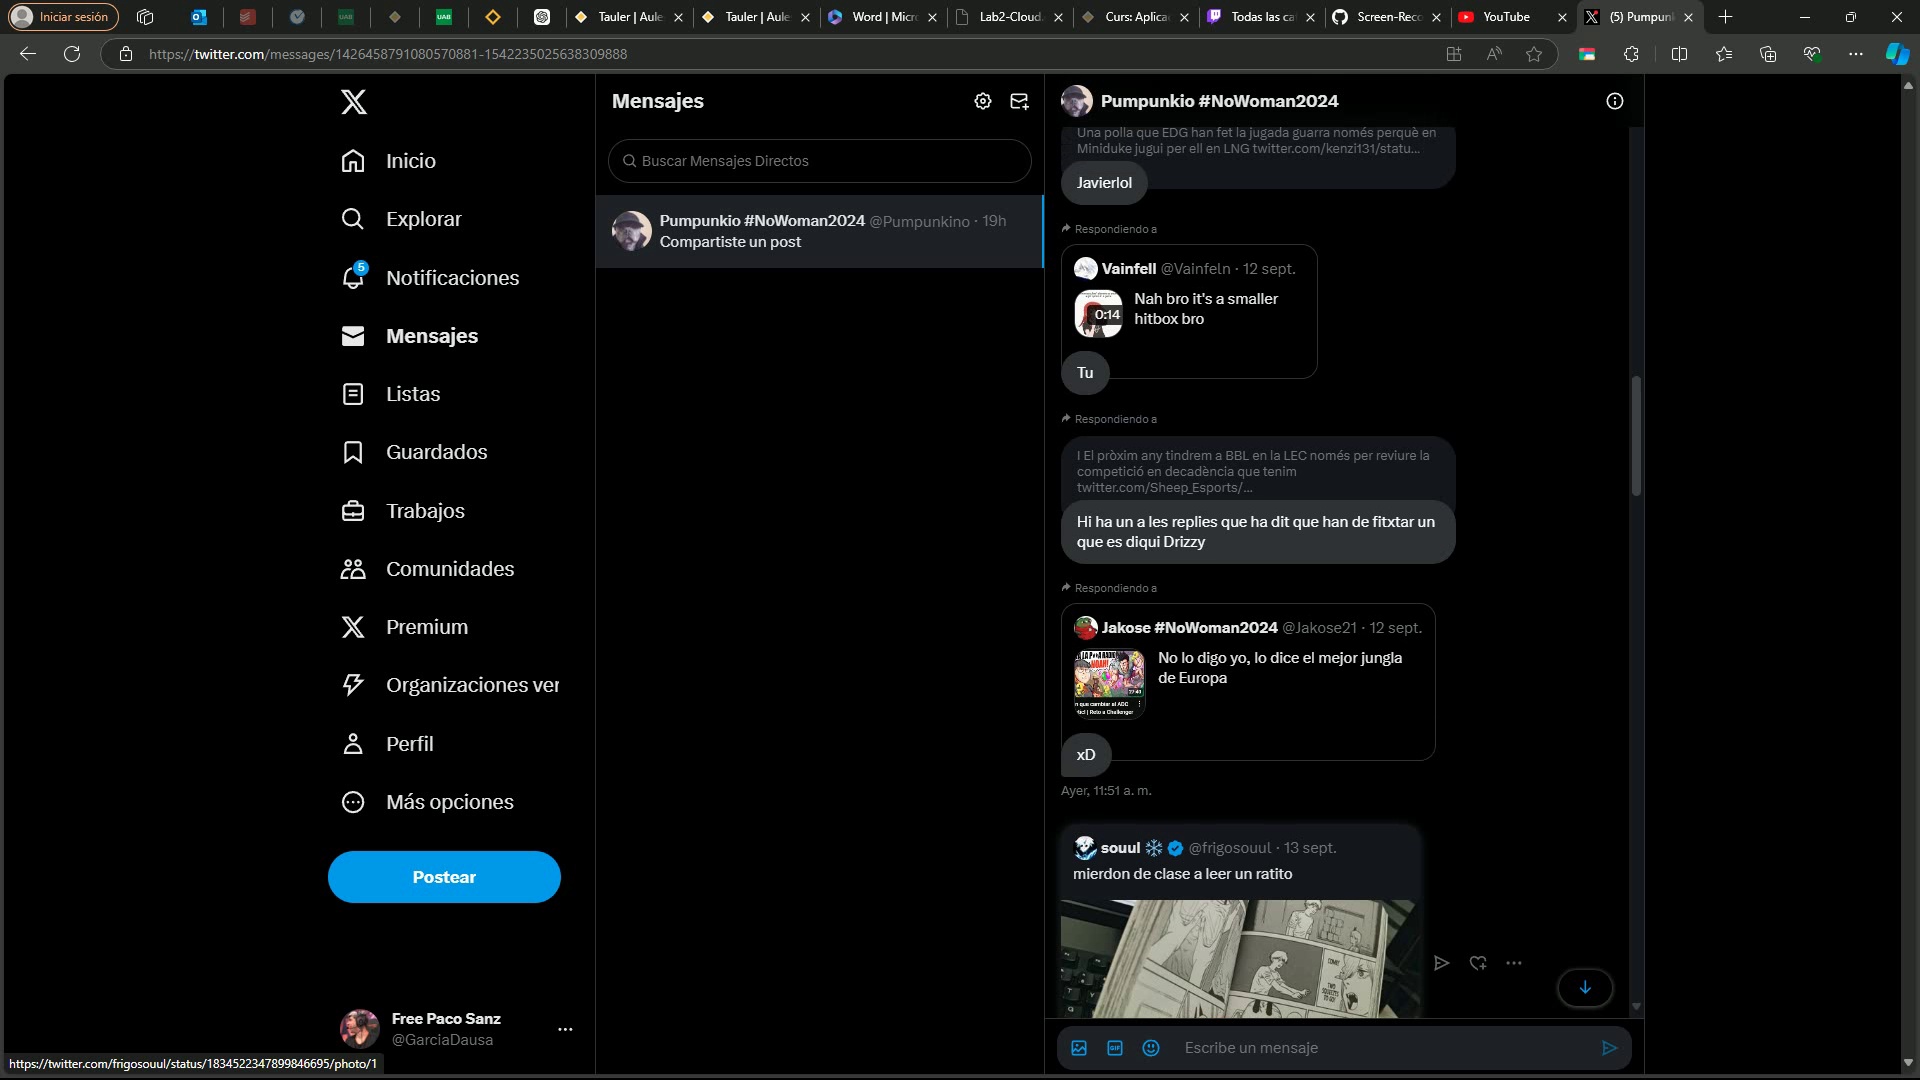 Iniciar sesión
Tauler | Aule
Tauler | Aule
Word | Micr
Lab2-Cloud.
Curs: Aplica
Todas las ca
Screen-Reco
YouTube
(5) Pumpun
https://twitter.com/messages/1426458791080570881-1542235025638309888
Inicio
Explorar
5
Notificaciones
Mensajes
Listas
Guardados
Trabajos
Comunidades
Premium
Organizaciones ver
Perfil
Más opciones
Postear
Free Paco Sanz
@GarciaDausa
https://twitter.com/frigosouul/status/1834522347899846695/photo/1
Mensajes
Buscar Mensajes Directos
Pumpunkio #NoWoman2024 @Pumpunkino · 19h
Compartiste un post
Pumpunkio #NoWoman2024
Una polla que EDG han fet la jugada guarra només perquè en
Miniduke jugui per ell en LNG twitter.com/kenzi131/statu...
Javierlol
Respondiendo a
Vainfell @Vainfeln · 12 sept.
0:14
Nah bro it's a smaller
hitbox bro
Tu
Respondiendo a
I El pròxim any tindrem a BBL en la LEC només per reviure la
competició en decadència que tenim
twitter.com/Sheep_Esports/...
Hi ha un a les replies que ha dit que han de fitxtar un
que es diqui Drizzy
Respondiendo a
Jakose #NoWoman2024 @Jakose21 · 12 sept.
No lo digo yo, lo dice el mejor jungla
de Europa
n que cambiar el ADC
| Reto a Challenger
xD
Ayer, 11:51 a. m.
souul @frigosouul · 13 sept.
mierdon de clase a leer un ratito
GIF
Escribe un mensaje